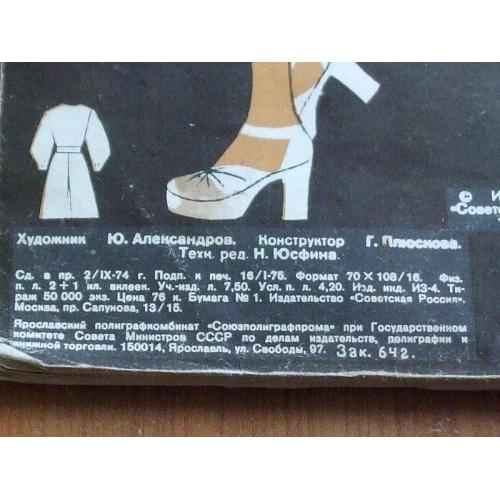 © И
«Совет
Художник Ю. Александров. Конструктор Г. Плюскова.
Техн. ред. Н. Юсфина.
Сд. в пр. 2/IX-74 г. Подп. к печ. 16/I-75. Формат 70 × 108/16. Физ.
п. л. 2+1 ил. вклеек. Уч.-изд. л. 7,50. Усл. п. л. 4,20. Изд. инд. ИЗ-4. Ти-
раж 50 000 экз. Цена 76 к. Бумага № 1. Издательство «Советская Россия».
Москва, пр. Сапунова, 13/15.
Ярославский полиграфкомбинат «Союзполиграфпрома» при Государственном
комитете Совета Министров СССР по делам издательств, полиграфии и
книжной торговли. 150014, Ярославль, ул. Свободы, 97. Зак. 642.